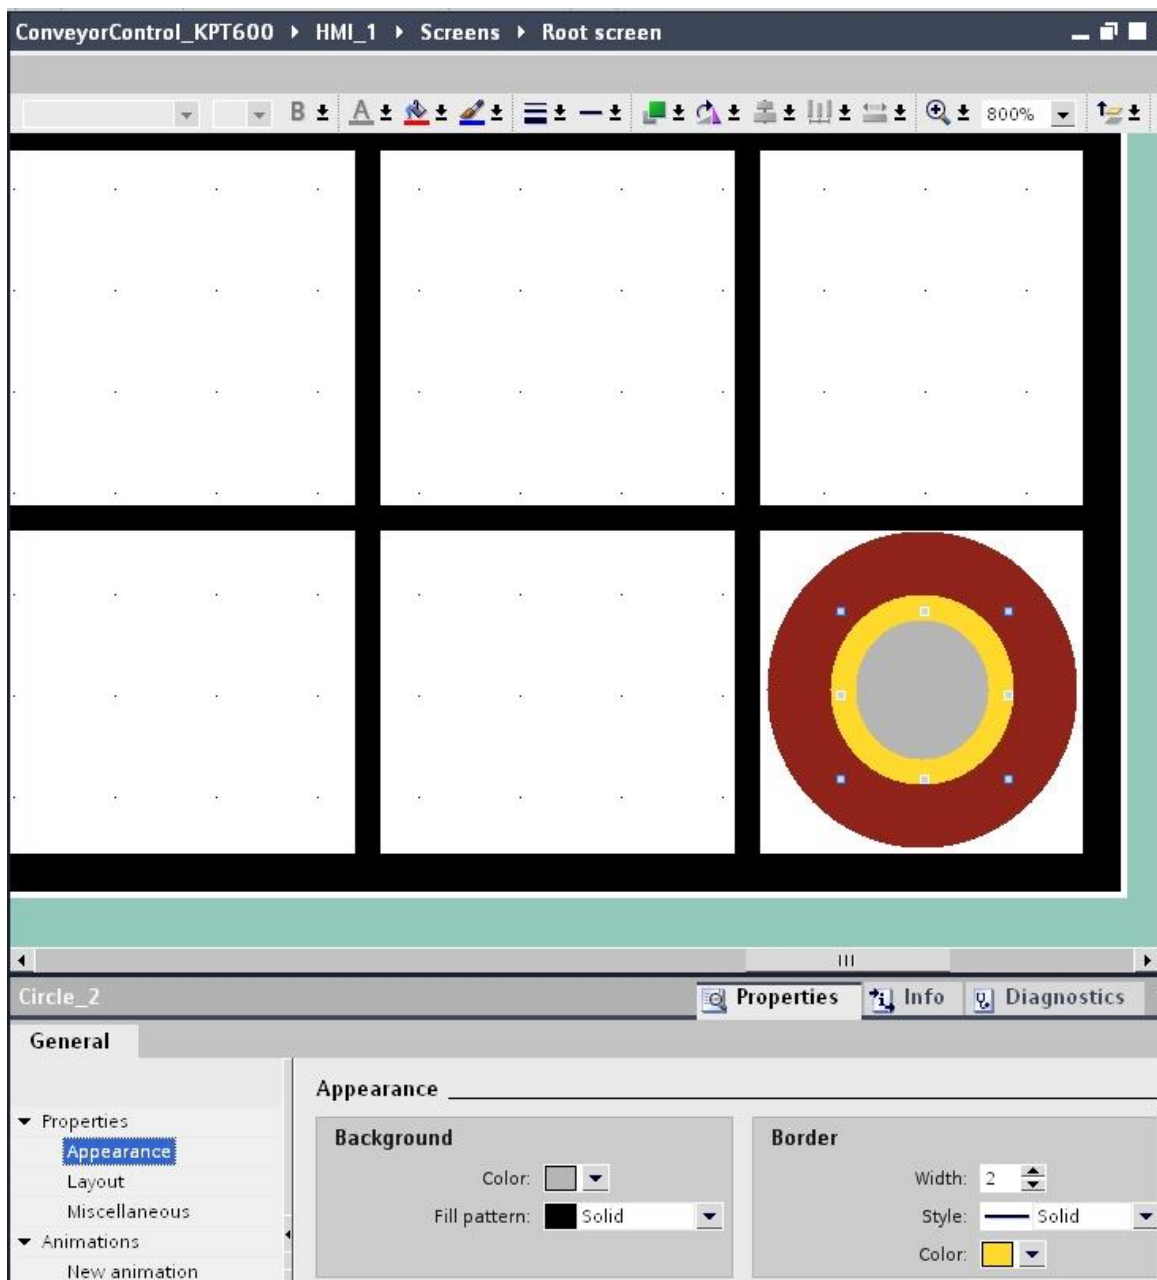 ConveyorControl_KPT600 ▸ HMI_1 ▸ Screens ▸ Root screen
B A 800%
Circle_2 Properties Info Diagnostics
General
Appearance
Properties
Background Border
Appearance
Color: Width: 2
Layout
Miscellaneous
Fill pattern: Solid Style: Solid
Animations
Color:
New animation